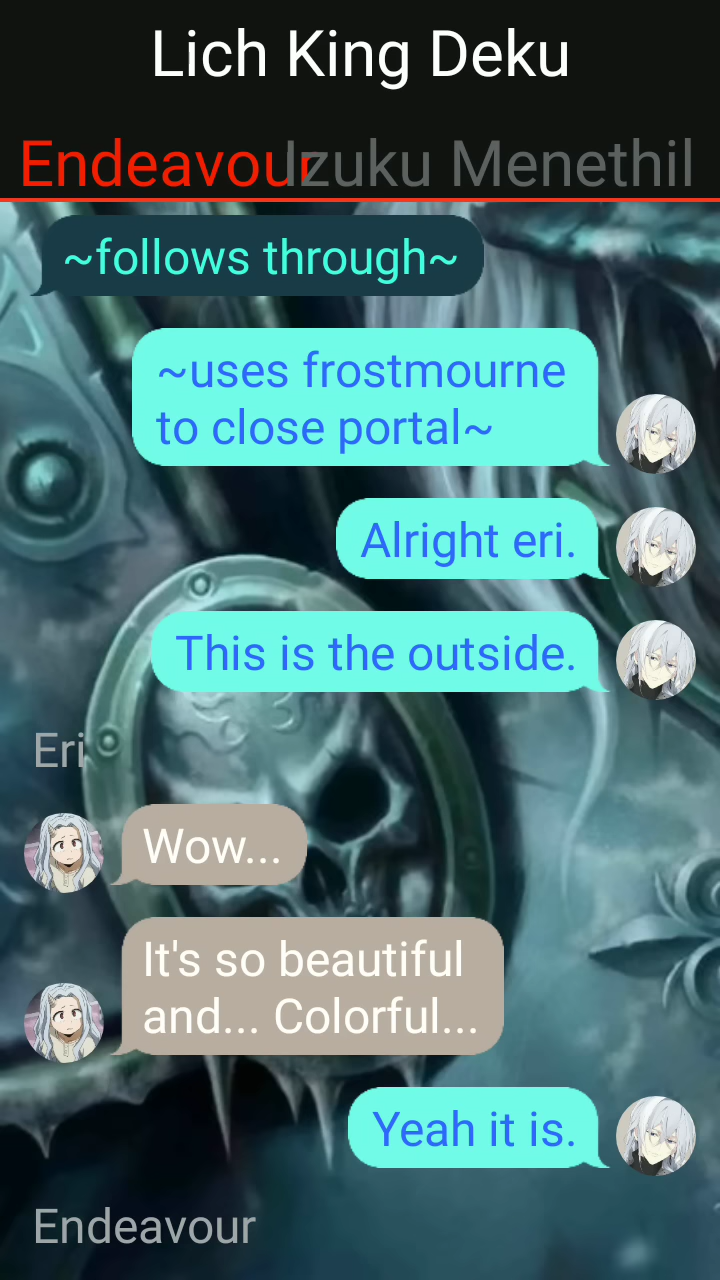 Lich King Deku
Endeavour Izuku Menethil
~follows through~
~uses frostmourne
to close portal~
Alright eri.
This is the outside.
Eri
Wow...
It's so beautiful
and... Colorful...
Yeah it is.
Endeavour